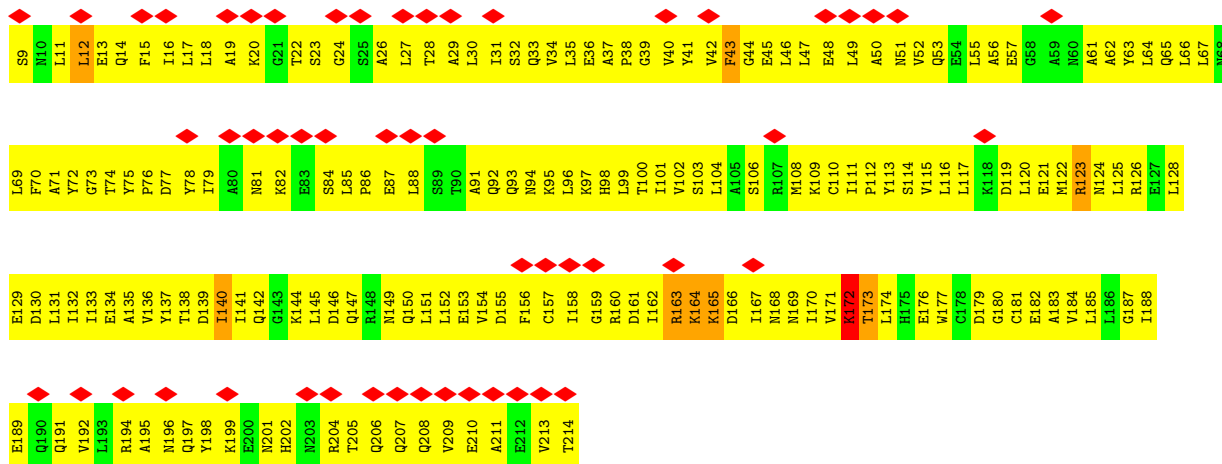 S9 N10 L11 L12 E13 Q14 F15 I16 L17 L18 A19 K20 G21 T22 S23 G24 S25 A26 L27 T28 A29 L30 I31 S32 Q33 V34 L35 E36 A37 P38 G39 V40 Y41 V42 F43 G44 E45 L46 L47 E48 L49 A50 N51 V52 Q53 E54 L55 A56 E57 G58 A59 N60 A61 A62 Y63 L64 Q65 L66 L67 N68
L69 F70 A71 Y72 G73 T74 Y75 P76 D77 Y78 I79 A80 N81 K82 E83 S84 L85 P86 E87 L88 S89 T90 A91 Q92 Q93 N94 K95 L96 K97 H98 L99 T100 I101 V102 S103 L104 A105 S106 R107 M108 K109 C110 I111 P112 Y113 S114 V115 L116 L117 K118 D119 L120 E121 M122 R123 N124 L125 R126 E127 L128
E129 D130 L131 I132 I133 E134 A135 V136 Y137 T138 D139 I140 I141 Q142 G143 K144 L145 D146 Q147 R148 N149 Q150 L151 L152 E153 V154 D155 F156 C157 I158 G159 R160 D161 I162 R163 K164 K165 D166 I167 N168 N169 I170 V171 K172 T173 L174 H175 E176 W177 C178 D179 G180 C181 E182 A183 V184 L185 L186 G187 I188
E189 Q190 Q191 V192 L193 R194 A195 N196 Q197 Y198 K199 E200 N201 H202 N203 R204 T205 Q206 Q207 Q208 V209 E210 A211 E212 V213 T214